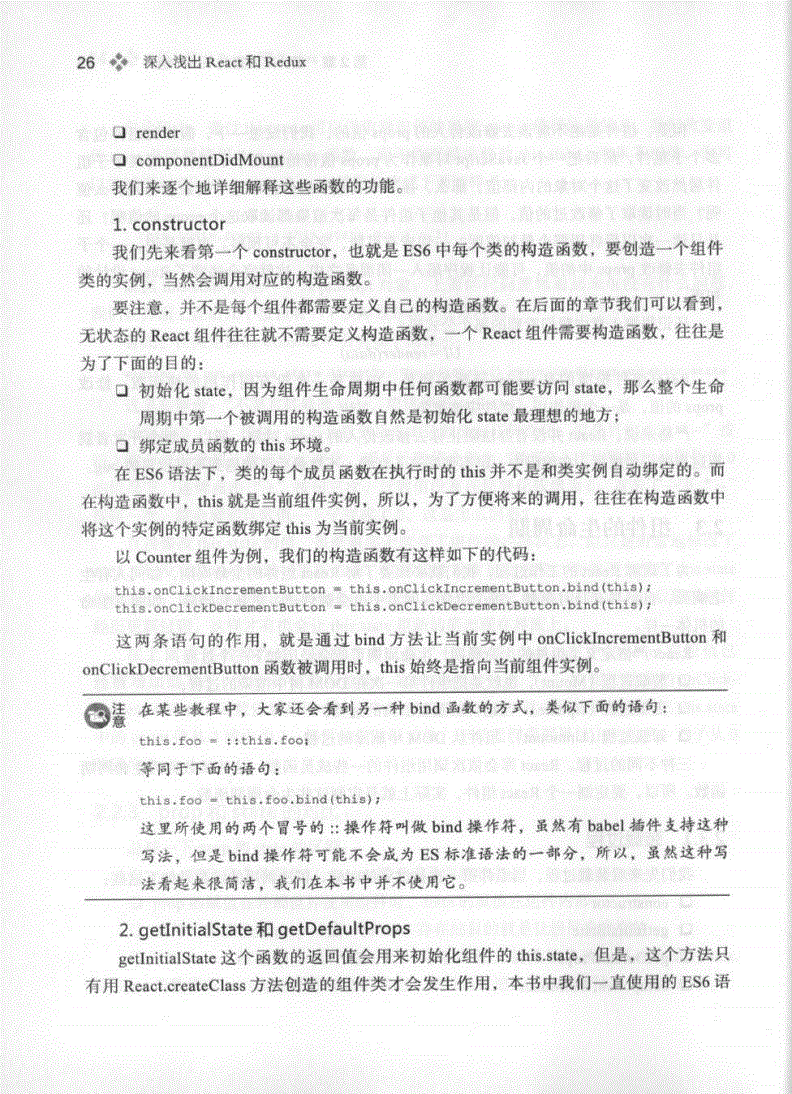 26 深入浅出 React 和 Redux
❑ render
❑ componentDidMount
我们来逐个地详细解释这些函数的功能。
1. constructor
我们先来看第一个 constructor，也就是 ES6 中每个类的构造函数，要创造一个组件
类的实例，当然会调用对应的构造函数。
要注意，并不是每个组件都需要定义自己的构造函数。在后面的章节我们可以看到，
无状态的 React 组件往往就不需要定义构造函数，一个 React 组件需要构造函数，往往是
为了下面的目的：
❑ 初始化 state，因为组件生命周期中任何函数都可能要访问 state，那么整个生命
周期中第一个被调用的构造函数自然是初始化 state 最理想的地方；
❑ 绑定成员函数的 this 环境。
在 ES6 语法下，类的每个成员函数在执行时的 this 并不是和类实例自动绑定的。而
在构造函数中，this 就是当前组件实例，所以，为了方便将来的调用，往往在构造函数中
将这个实例的特定函数绑定 this 为当前实例。
以 Counter 组件为例，我们的构造函数有这样如下的代码：
this.onClickIncrementButton = this.onClickIncrementButton.bind(this);
this.onClickDecrementButton = this.onClickDecrementButton.bind(this);
这两条语句的作用，就是通过 bind 方法让当前实例中 onClickIncrementButton 和
onClickDecrementButton 函数被调用时，this 始终是指向当前组件实例。
注意 在某些教程中，大家还会看到另一种 bind 函数的方式，类似下面的语句：
this.foo = ::this.foo;
等同于下面的语句：
this.foo = this.foo.bind(this);
这里所使用的两个冒号的 :: 操作符叫做 bind 操作符，虽然有 babel 插件支持这种
写法，但是 bind 操作符可能不会成为 ES 标准语法的一部分，所以，虽然这种写
法看起来很简洁，我们在本书中并不使用它。
2. getInitialState 和 getDefaultProps
getInitialState 这个函数的返回值会用来初始化组件的 this.state，但是，这个方法只
有用 React.createClass 方法创造的组件类才会发生作用，本书中我们一直使用的 ES6 语